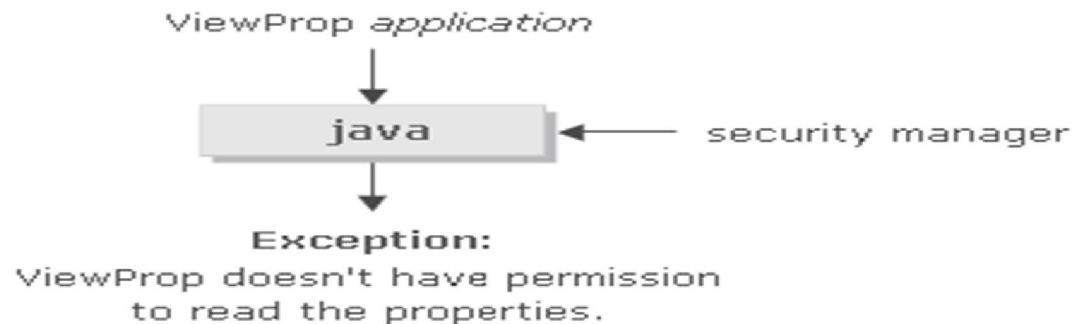 ViewProp application
java
security manager
Exception:
ViewProp doesn't have permission
to read the properties.